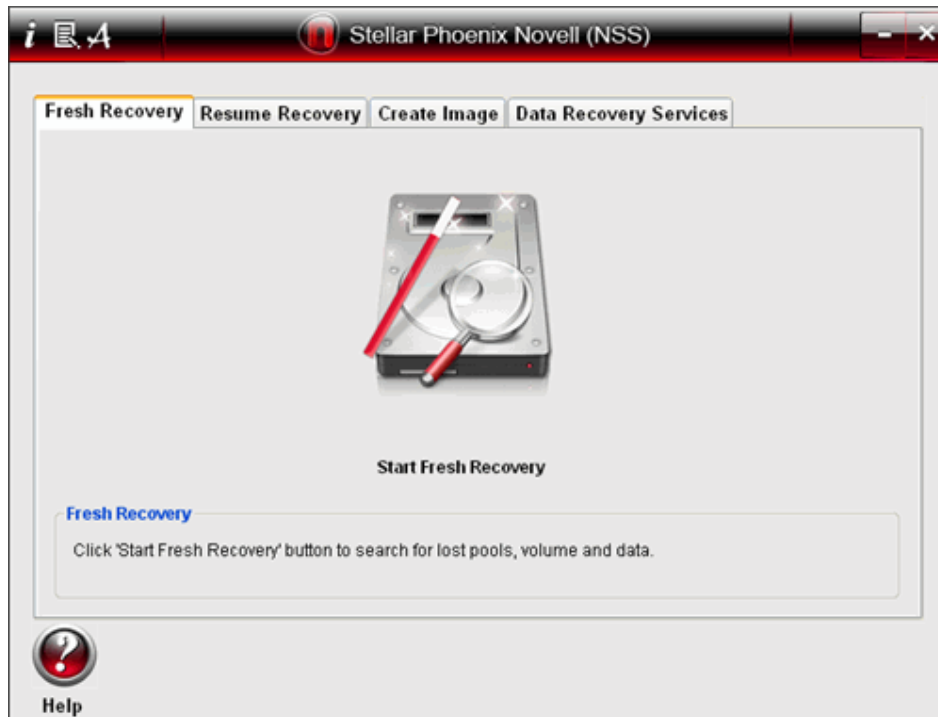 Stellar Phoenix Novell (NSS)
Fresh Recovery Resume Recovery Create Image Data Recovery Services
Start Fresh Recovery
Fresh Recovery
Click 'Start Fresh Recovery' button to search for lost pools, volume and data.
Help